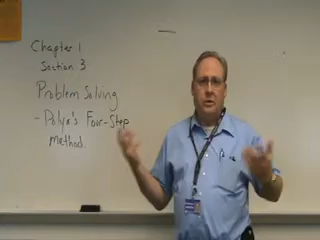 Chapter 1
Section 3
Problem Solving
- Polya's Four-Step
method.